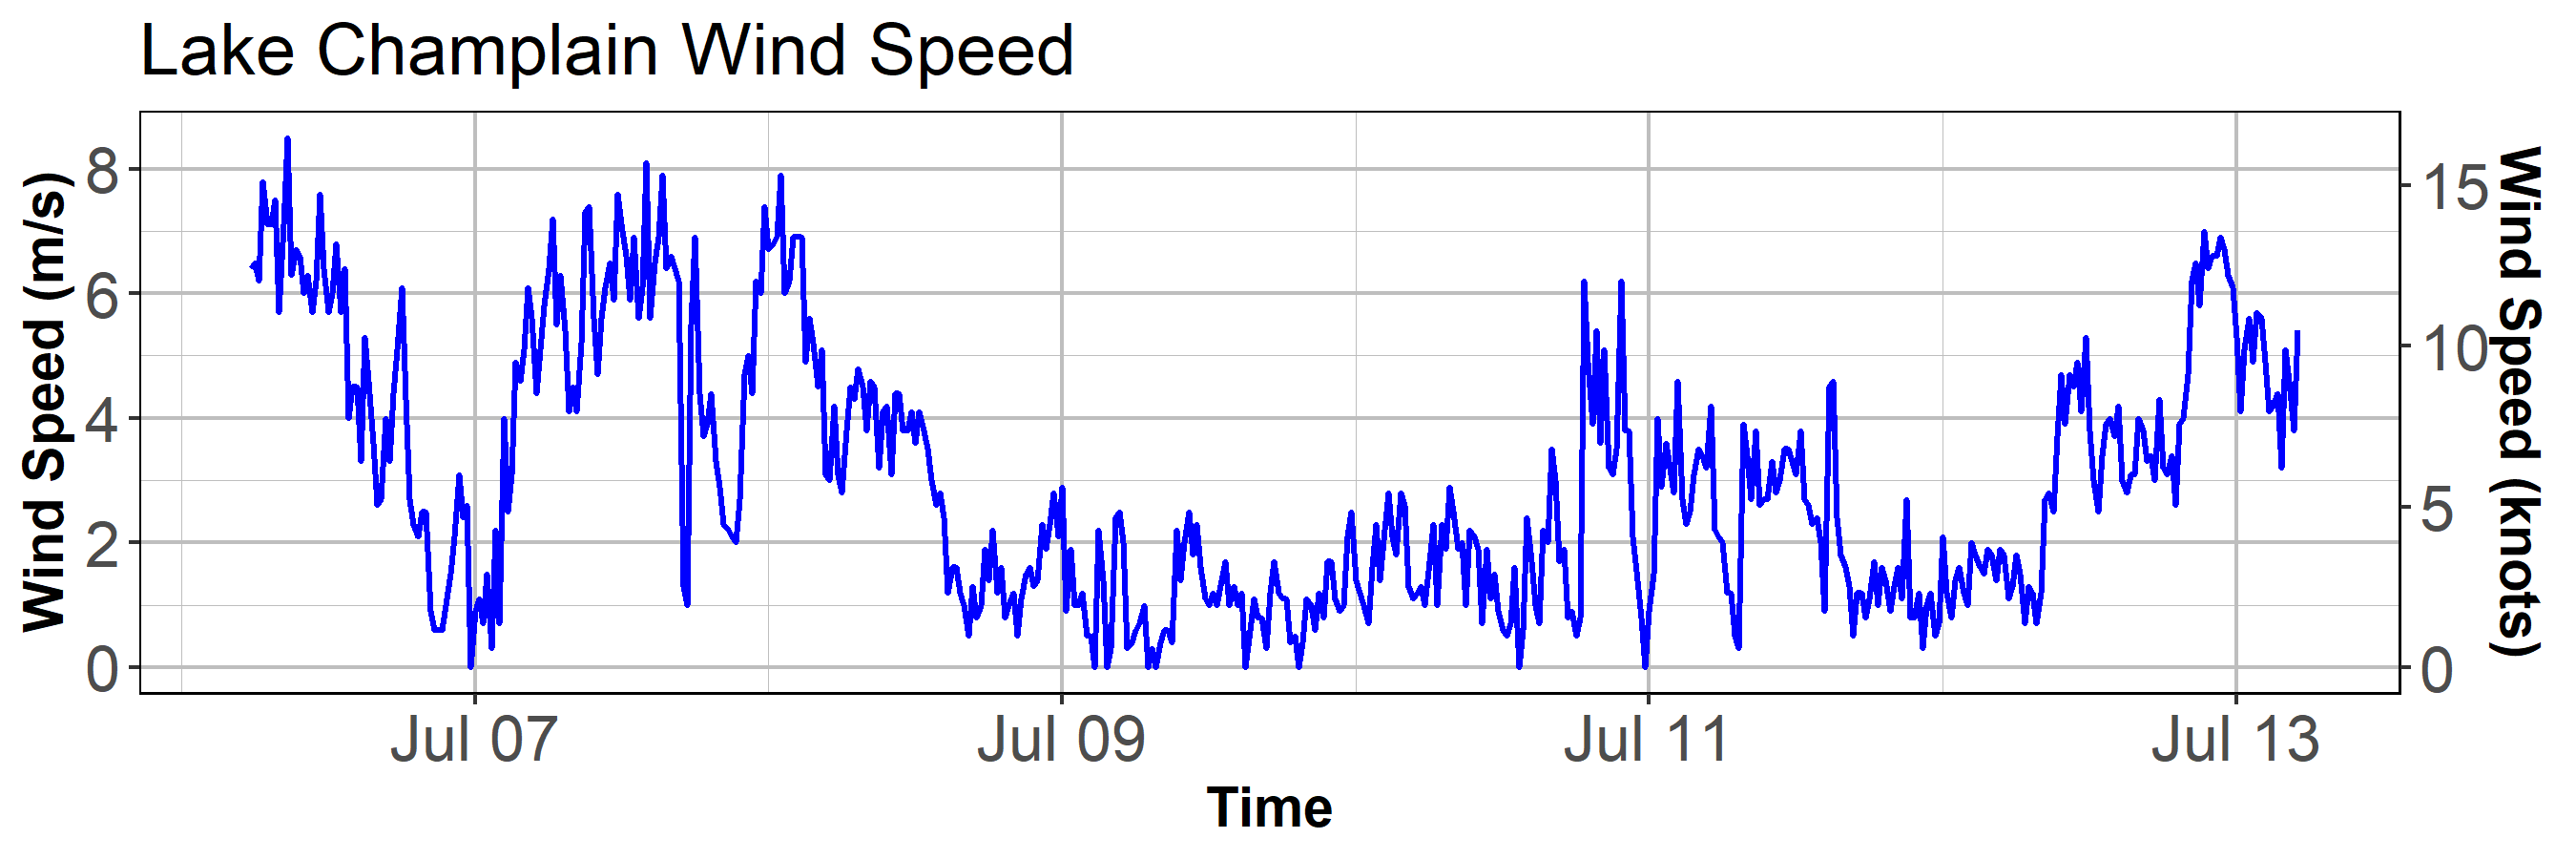 Lake Champlain Wind Speed
Wind Speed (m/s)
8
6
4
2
0
15
10
5
0
Wind Speed (knots)
Jul 07
Jul 09
Jul 11
Jul 13
Time